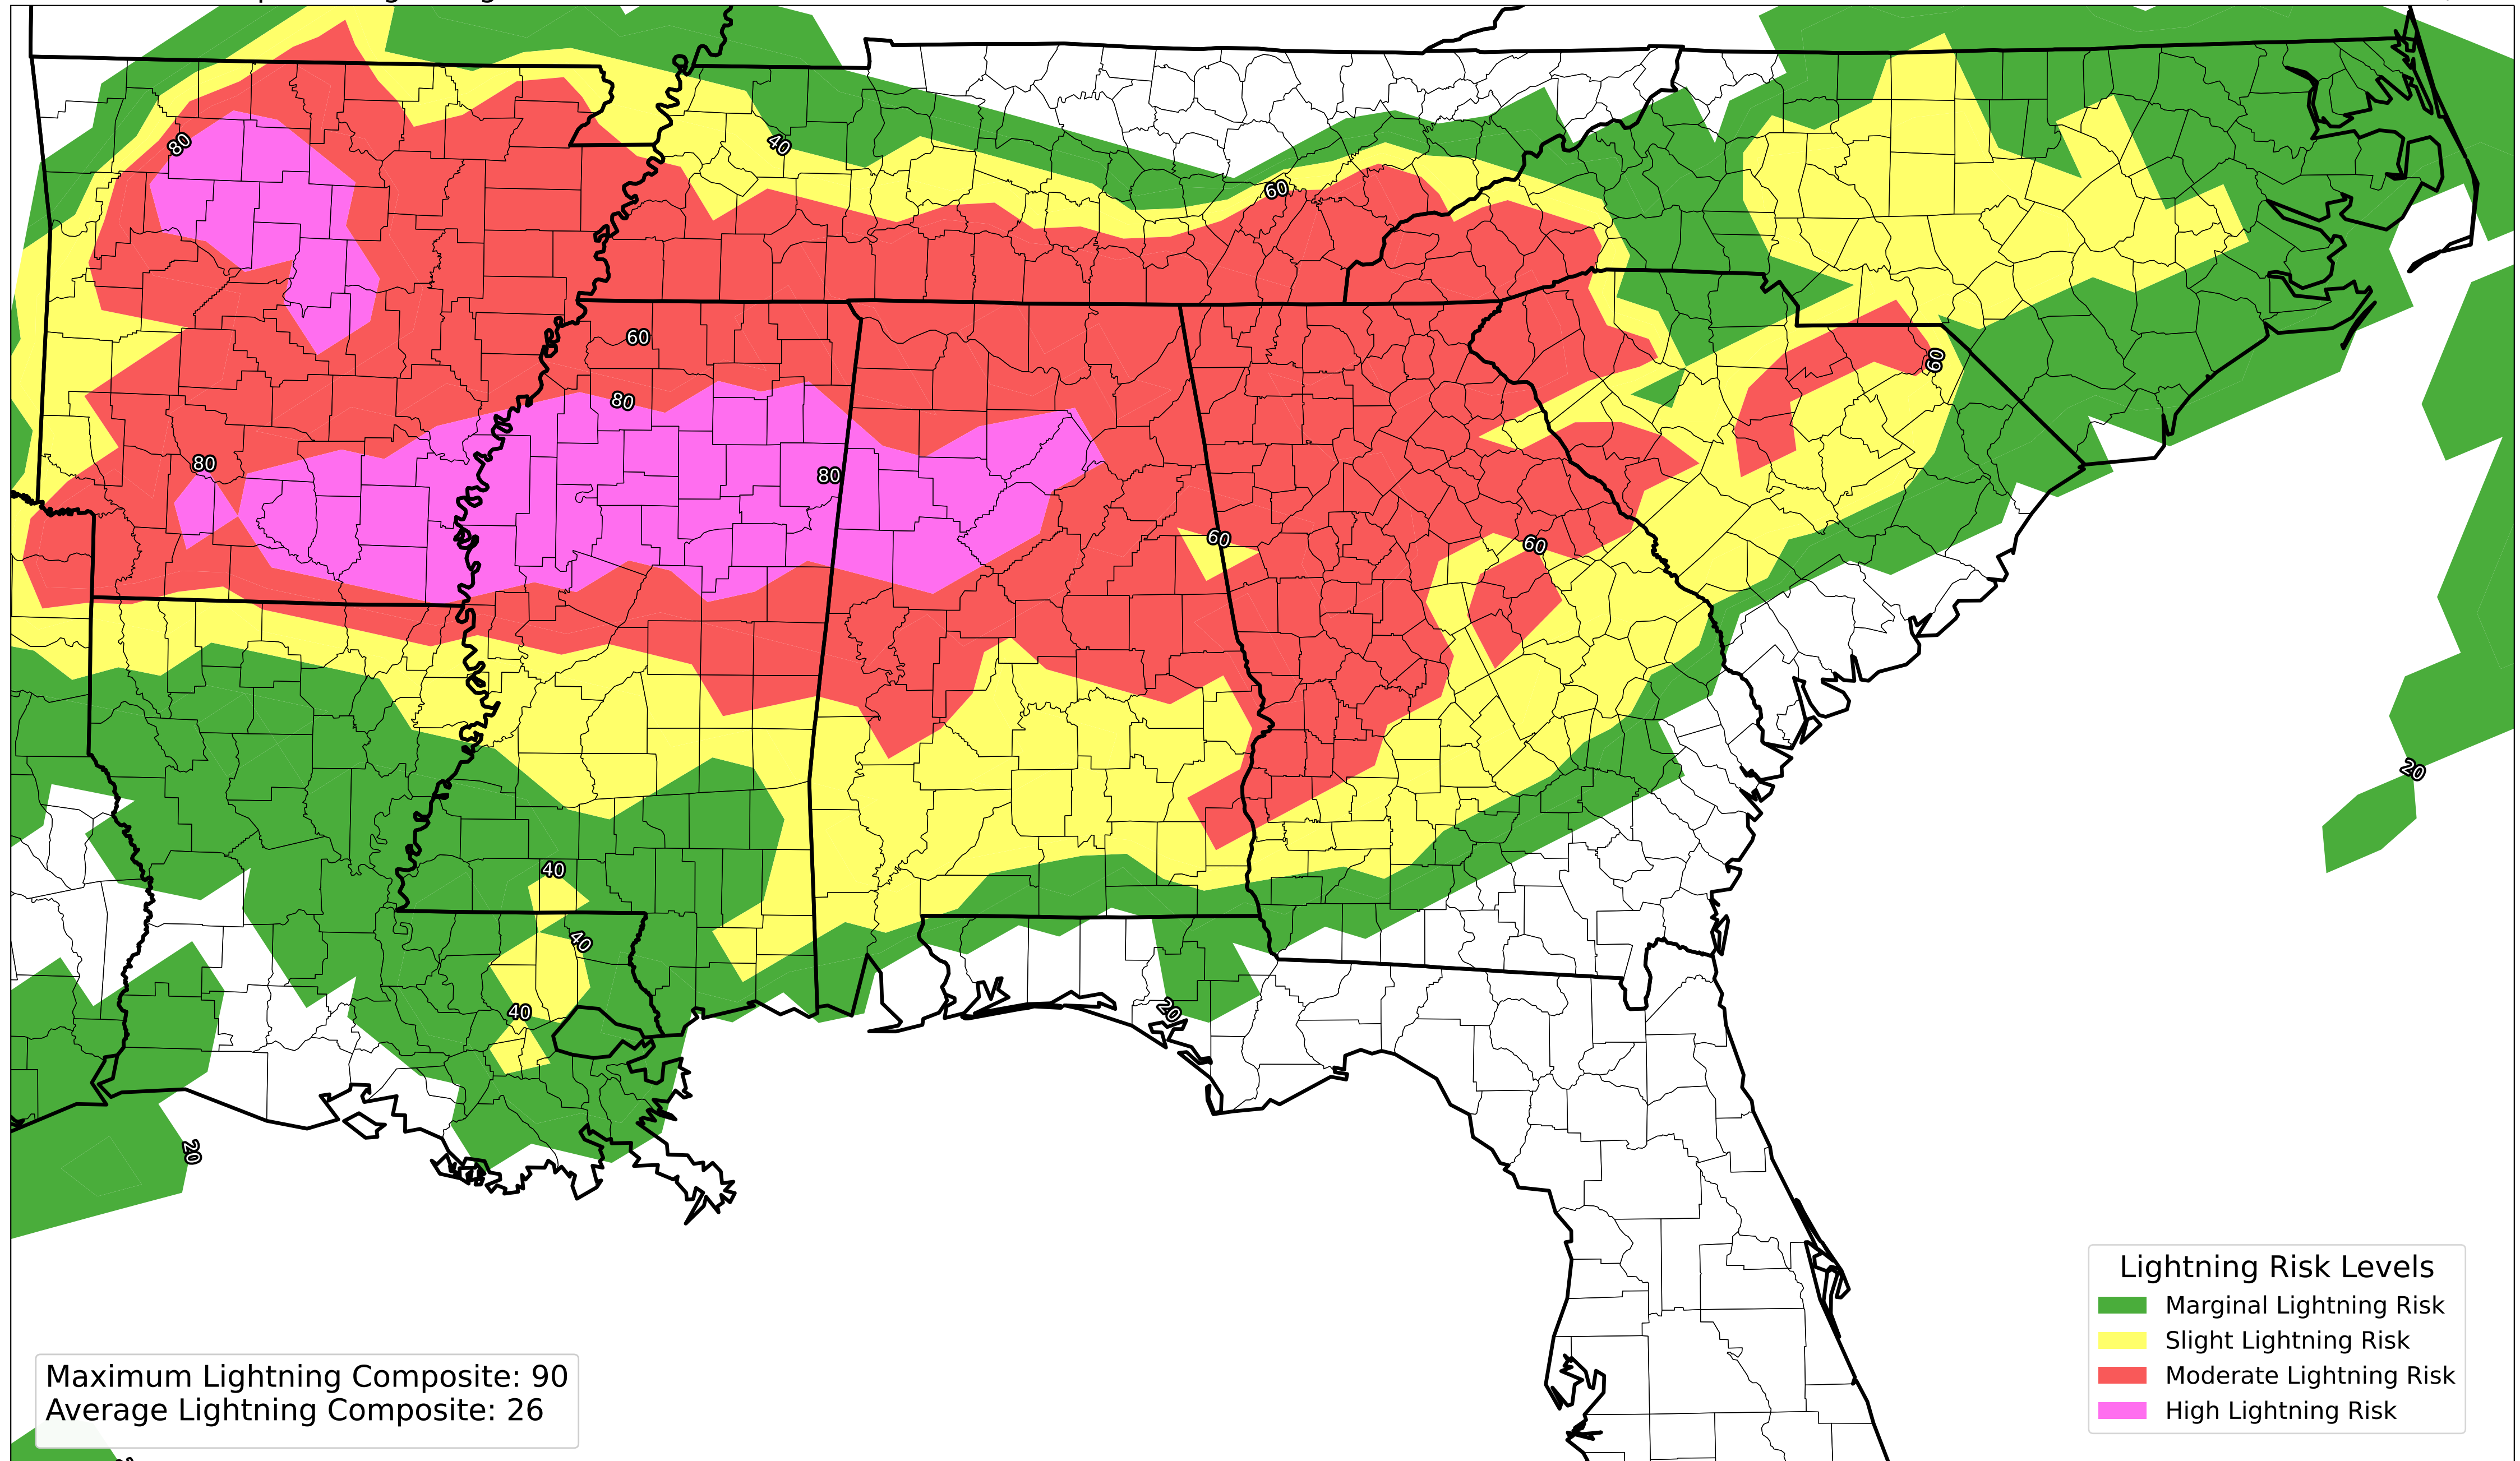 80
40
60
60
80
60
80
80
60
60
20
40
40
40
20
20
Lightning Risk Levels
Marginal Lightning Risk
Slight Lightning Risk
Moderate Lightning Risk
High Lightning Risk
Maximum Lightning Composite: 90
Average Lightning Composite: 26